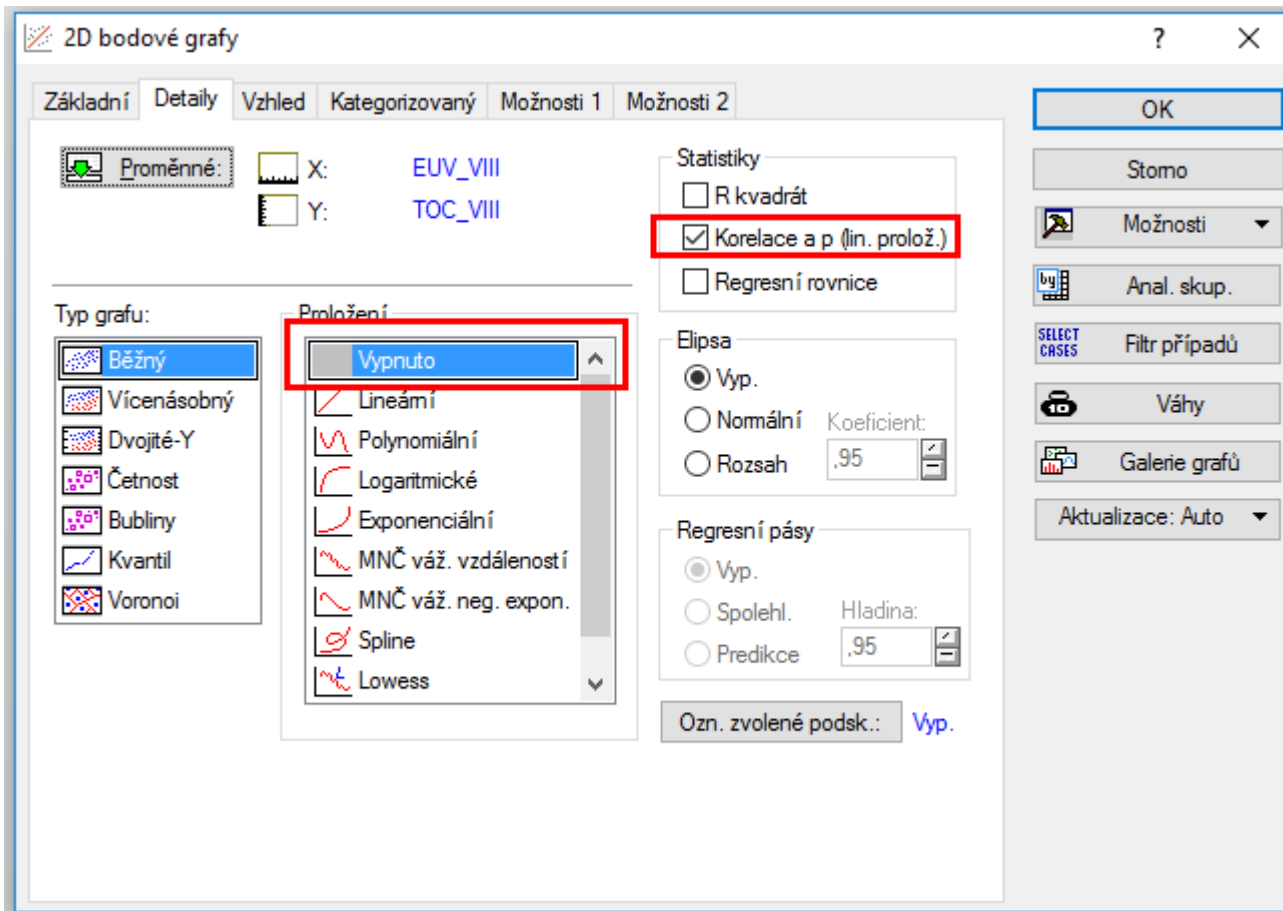 2D bodové grafy
?
Základní
Detaily
Vzhled
Kategorizovaný
Možnosti 1
Možnosti 2
Proměnné:
X:
EUV_VIII
Y:
TOC_VIII
Typ grafu:
Běžný
Vícenásobný
Dvojité-Y
Četnost
Bubliny
Kvantil
Voronoi
Proložení
Vypnuto
Lineární
Polynomiální
Logaritmické
Exponenciální
MNČ váž. vzdáleností
MNČ váž. neg. expon.
Spline
Lowess
Statistiky
R kvadrát
Korelace a p (lin. prolož.)
Regresní rovnice
Elipsa
Vyp.
Normální
Koeficient:
Rozsah
,95
Regresní pásy
Vyp.
Spolehl.
Hladina:
Predikce
,95
Ozn. zvolené podsk.:
Vyp.
OK
Storno
Možnosti
by
Anal. skup.
SELECT
CASES
Filtr případů
Váhy
Galerie grafů
Aktualizace: Auto